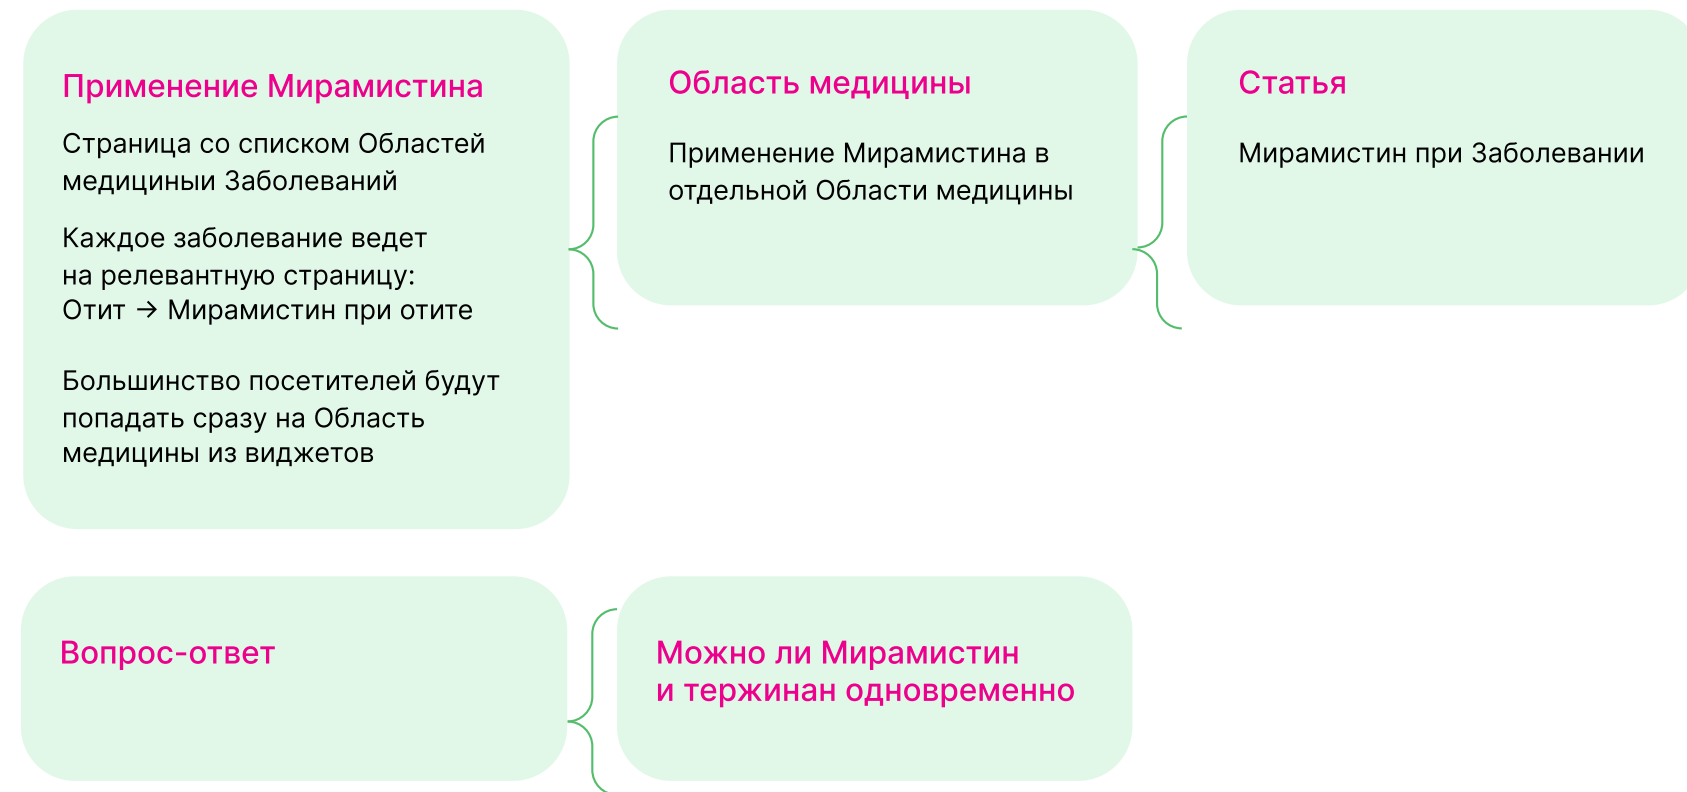 Применение Мирамистина
Страница со списком Областей
медициныи Заболеваний
Каждое заболевание ведет
на релевантную страницу:
Отит → Мирамистин при отите
Большинство посетителей будут
попадать сразу на Область
медицины из виджетов
Область медицины
Применение Мирамистина в
отдельной Области медицины
Статья
Мирамистин при Заболевании
Вопрос-ответ
Можно ли Мирамистин
и тержинан одновременно